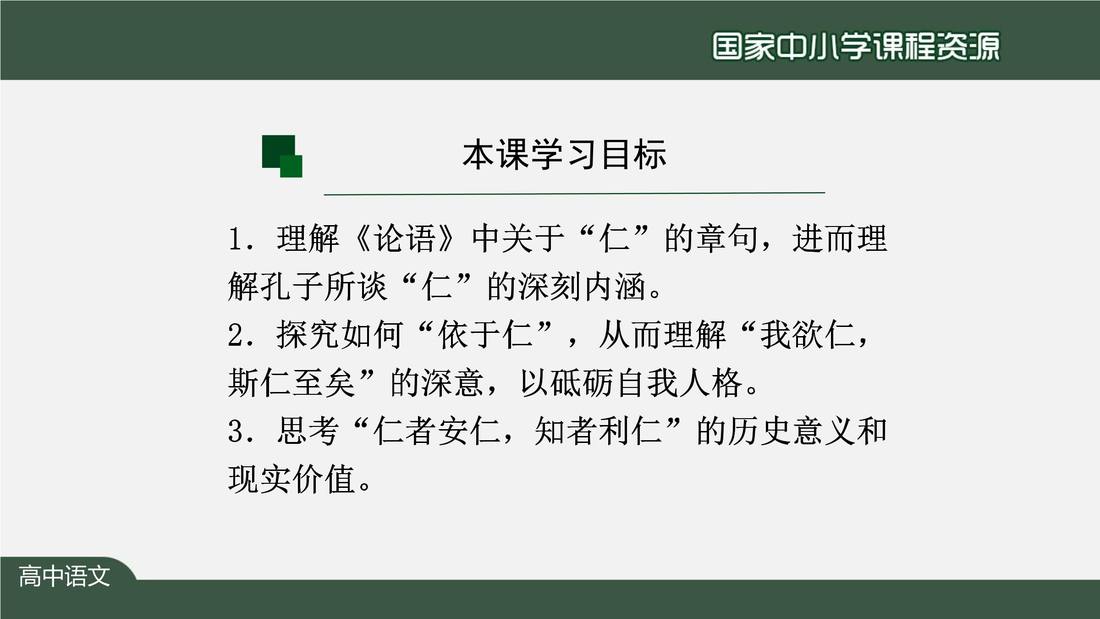 国家中小学课程资源
本课学习目标
1. 理解《论语》中关于“仁”的章句，进而理
解孔子所谈“仁”的深刻内涵。
2. 探究如何“依于仁”，从而理解“我欲仁，
斯仁至矣”的深意，以砥砺自我人格。
3. 思考“仁者安仁，知者利仁”的历史意义和
现实价值。
高中语文